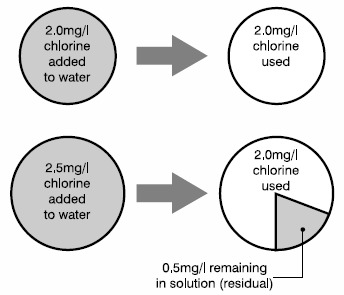 2.0mg/l
chlorine
added
to water
2.0mg/l
chlorine
used
2,5mg/l
chlorine
added
to water
2,0mg/l
chlorine
used
0,5mg/l remaining
in solution (residual)